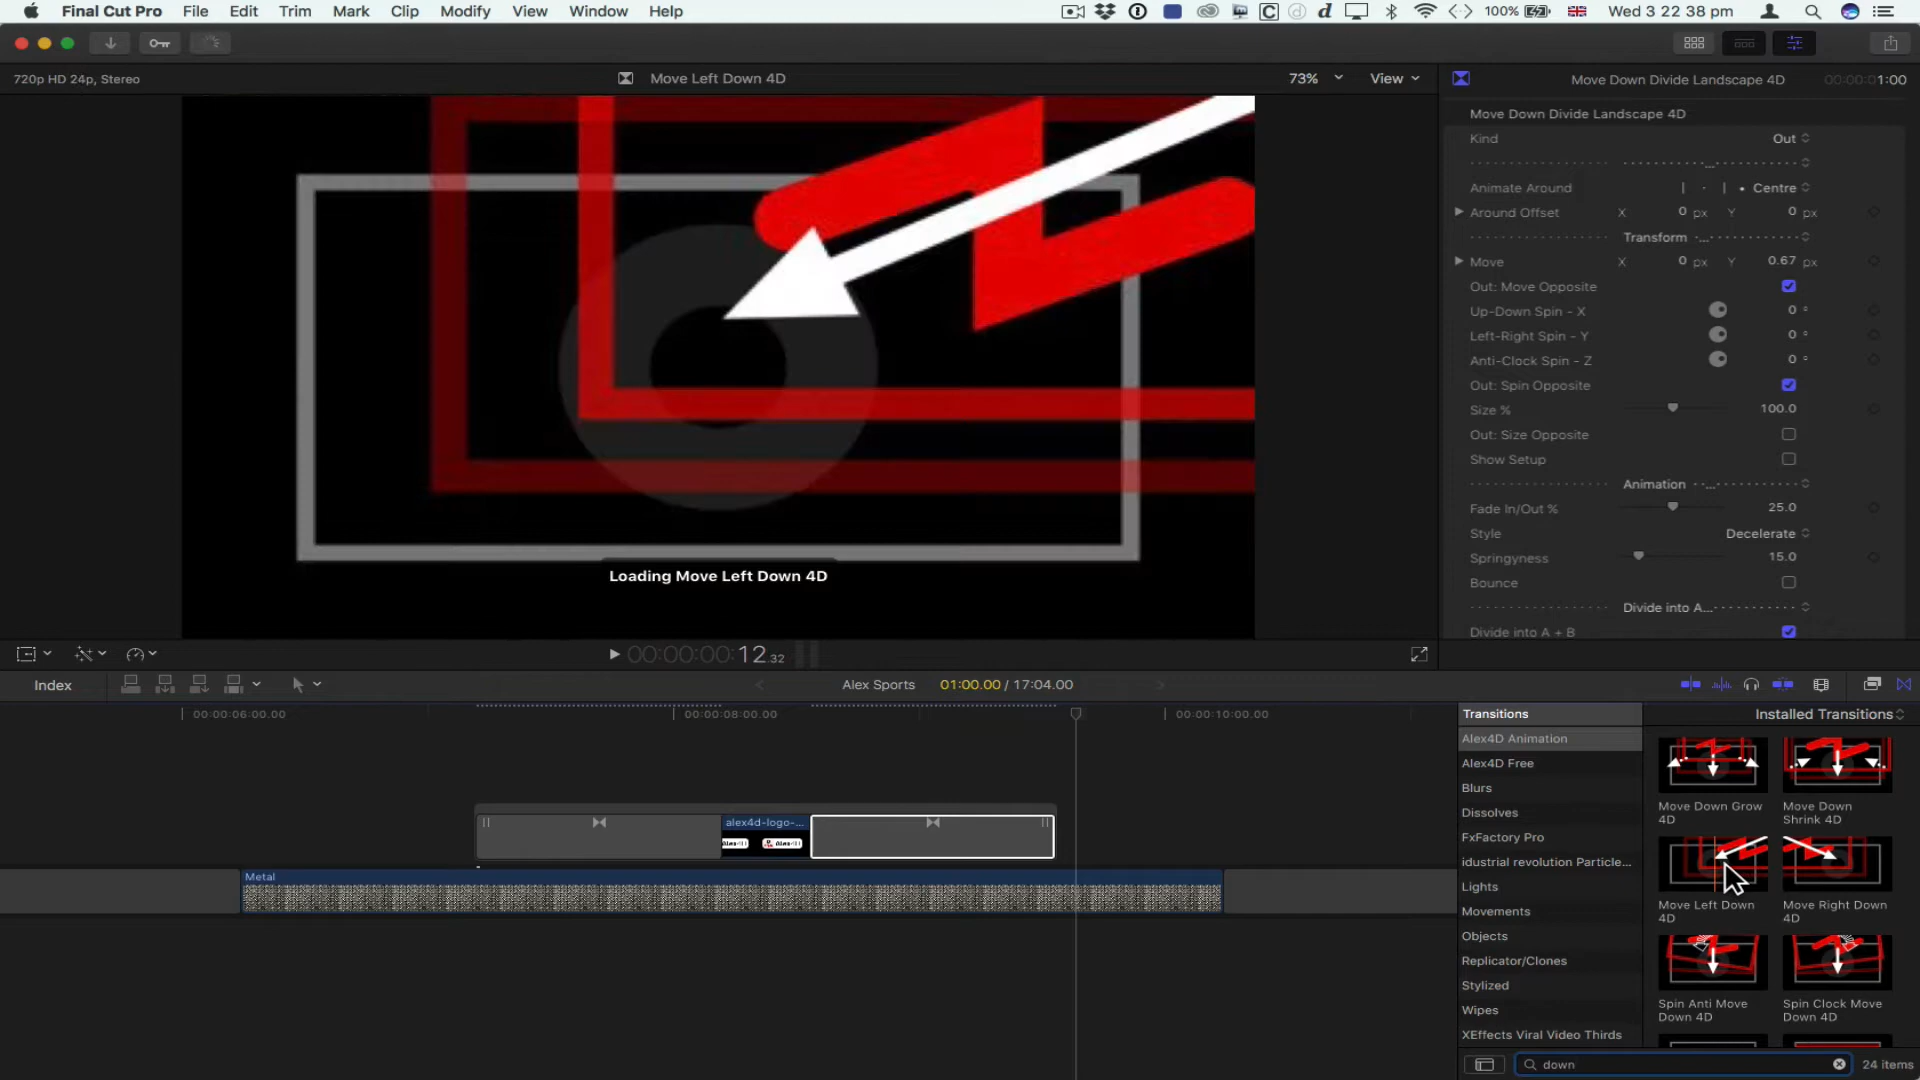 Final Cut Pro File Edit Trim Mark Clip Modify View Window Help
100% Wed 3 22 38 pm
720p HD 24p, Stereo
Move Left Down 4D
73% View
Move Down Divide Landscape 4D
00:00:01:00
Move Down Divide Landscape 4D
Kind Out
Animate Around Centre
Around Offset X 0 px Y 0 px
Transform
Move X 0 px Y 0.67 px
Out: Move Opposite
Up-Down Spin - X 0 °
Left-Right Spin - Y 0 °
Anti-Clock Spin - Z 0 °
Out: Spin Opposite
Size % 100.0
Out: Size Opposite
Show Setup
Animation
Fade In/Out % 25.0
Style Decelerate
Springyness 15.0
Bounce
Divide into A...
Divide into A + B
Loading Move Left Down 4D
00:00:00:12.32
Index
Alex Sports 01:00.00 / 17:04.00
00:00:06:00.00
00:00:08:00.00
00:00:10:00.00
alex4d-logo-...
Metal
Transitions
Installed Transitions
Alex4D Animation
Alex4D Free
Blurs
Dissolves
FxFactory Pro
idustrial revolution Particle...
Lights
Movements
Objects
Replicator/Clones
Stylized
Wipes
XEffects Viral Video Thirds
Move Down Grow 4D
Move Down Shrink 4D
Move Left Down 4D
Move Right Down 4D
Spin Anti Move Down 4D
Spin Clock Move Down 4D
down
24 items